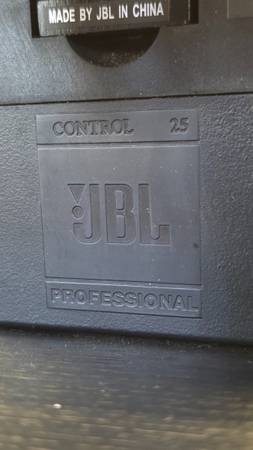 MADE BY JBL IN CHINA
CONTROL 25
JBL
PROFESSIONAL